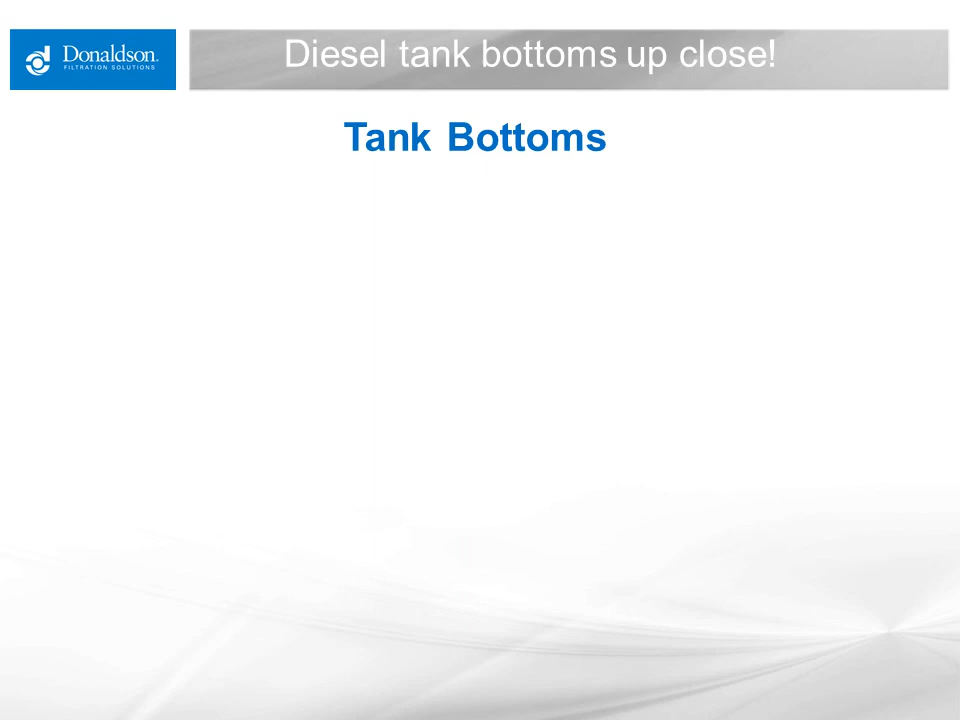 Donaldson.
FILTRATION SOLUTIONS
Diesel tank bottoms up close!
Tank Bottoms